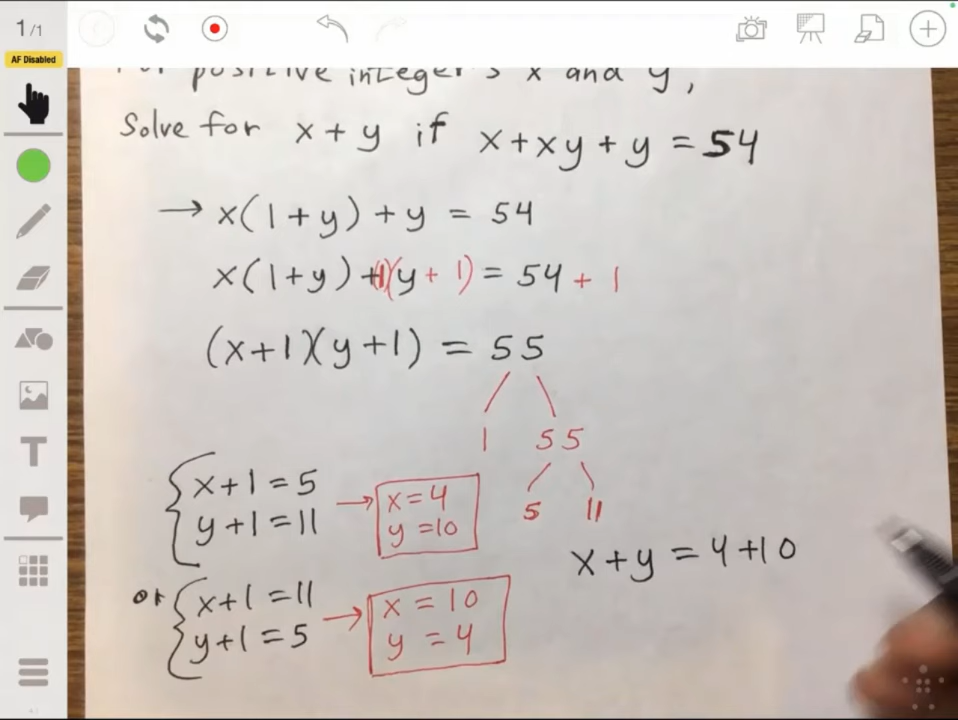 1/1
AF Disabled
For positive integers x and y,
Solve for x + y if x + xy + y = 54
→ x(1 + y) + y = 54
x(1 + y) + 1(y + 1) = 54 + 1
(x+1)(y+1) = 55
1 55
5 11
x+1 = 5
y+1 = 11
→ x = 4
y = 10
x + y = 4 + 10
or x+1 = 11
y+1 = 5
→ x = 10
y = 4
T